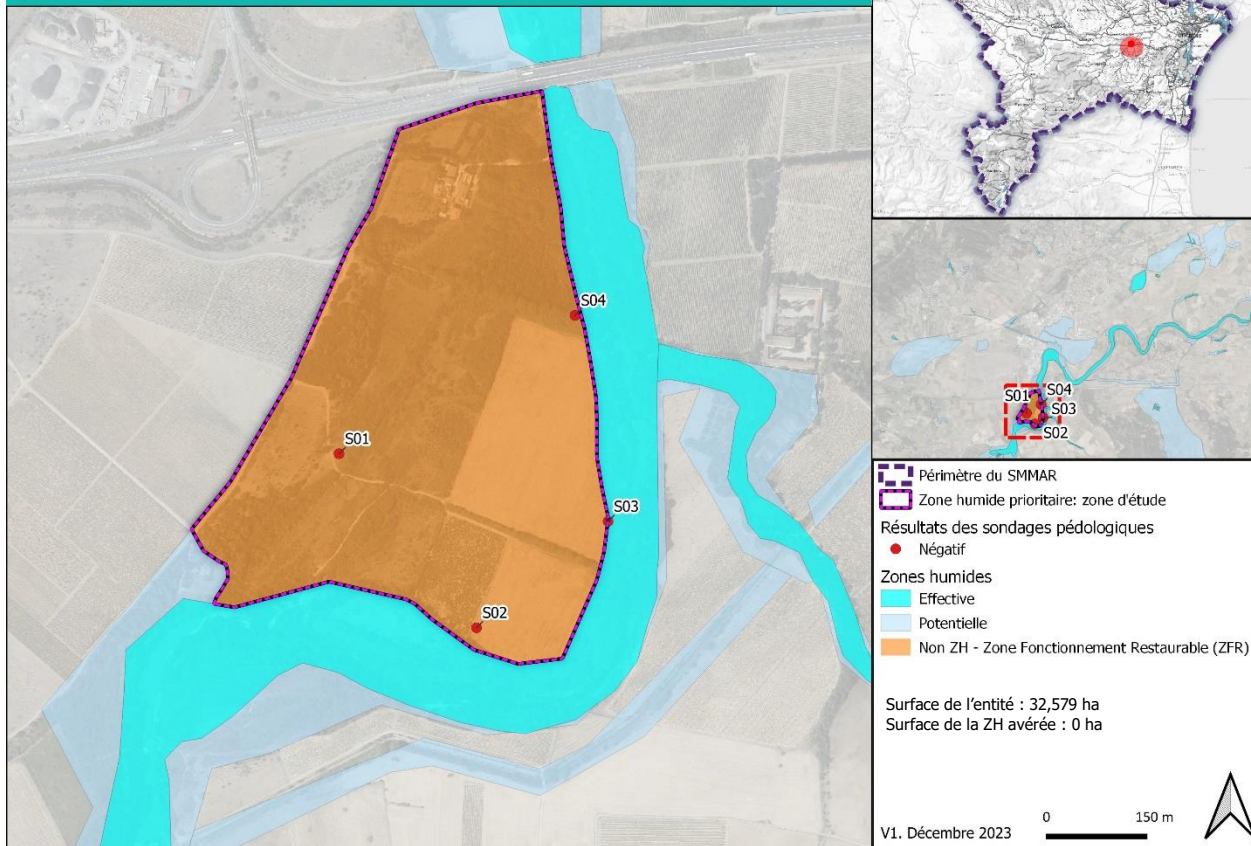 S04
S01
S03
S02
S01
S04
S03
S02
Périmètre du SMMAR
Zone humide prioritaire: zone d'étude
Résultats des sondages pédologiques
Négatif
Zones humides
Effective
Potentielle
Non ZH - Zone Fonctionnement Restaurable (ZFR)
Surface de l'entité : 32,579 ha
Surface de la ZH avérée : 0 ha
V1. Décembre 2023
0 150 m